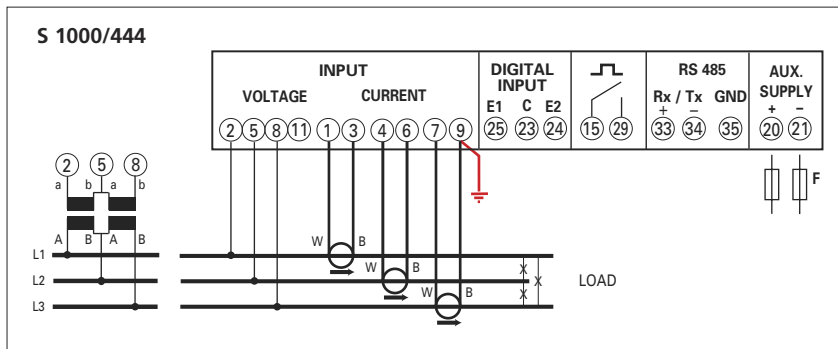 S 1000/444
INPUT
VOLTAGE CURRENT
DIGITAL
INPUT
E1 C E2
RS 485
Rx / Tx GND
+ −
AUX.
SUPPLY
+ −
2 5 8 11 1 3 4 6 7 9 25 23 24 15 29 33 34 35 20 21
2 5 8
a b a b
F
A B A B
W B
L1
W B
L2 X X LOAD
W B X
L3